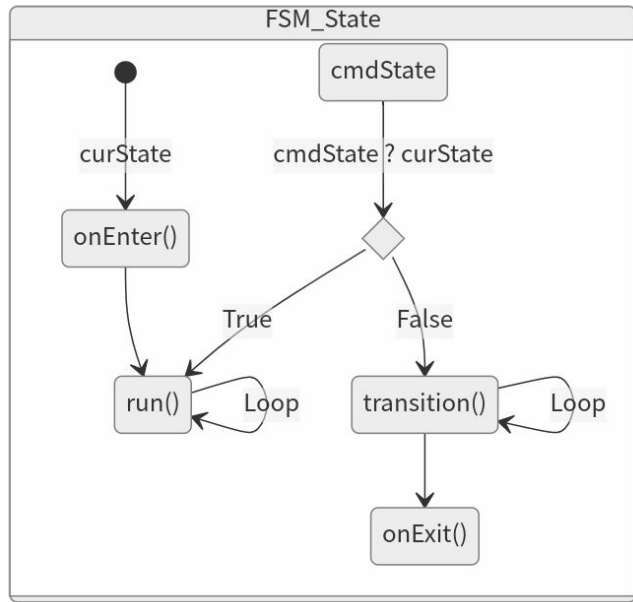 FSM_State
cmdState
curState
cmdState ? curState
onEnter()
True
False
run()
Loop
transition()
Loop
onExit()